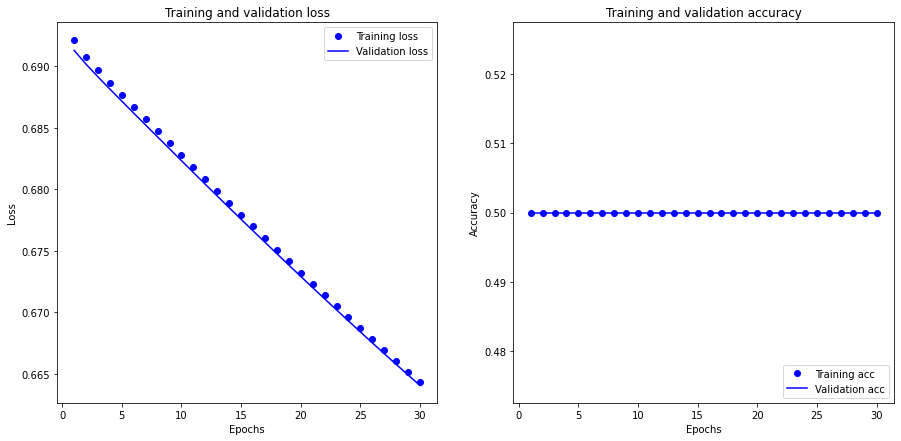 Training and validation loss
Training loss
Validation loss
0.690
0.685
0.680
0.675
0.670
0.665
Loss
0
5
10
15
20
25
30
Epochs
Training and validation accuracy
0.52
0.51
0.50
0.49
0.48
Accuracy
Training acc
Validation acc
0
5
10
15
20
25
30
Epochs